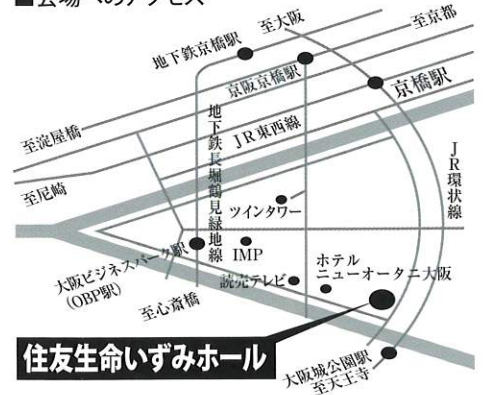 ■会場へのアクセス
至大阪
至京都
地下鉄京橋駅
京阪京橋駅
京橋駅
至淀屋橋
JR東西線
至尼崎
地下鉄長堀鶴見緑地線
JR環状線
ツインタワー
大阪ビジネスパーク駅
(OBP駅)
IMP
読売テレビ
ホテル
ニューオータニ大阪
至心斎橋
住友生命いずみホール
大阪城公園駅
至天王寺